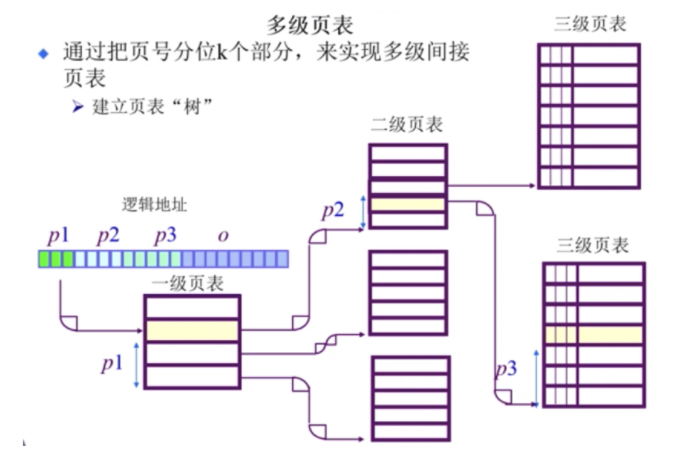 多级页表
通过把页号分位k个部分，来实现多级间接
页表
建立页表“树”
三级页表
二级页表
逻辑地址
p1 p2 p3 o
p2
一级页表
三级页表
p1
p3